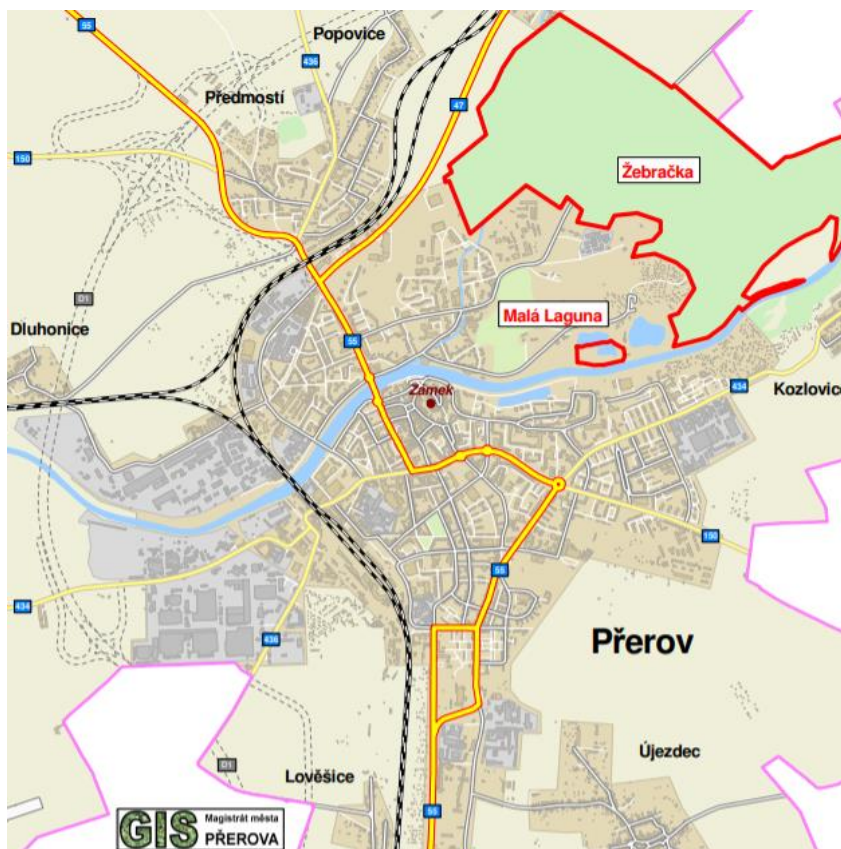 55
Popovice
436
Předmostí
47
150
Žebračka
D1
Malá Laguna
Dluhonice
55
Zámek
434
Kozlovice
150
55
434
436
Přerov
Újezdec
D1
Lověšice
55
GIS
Magistrát města
PŘEROVA